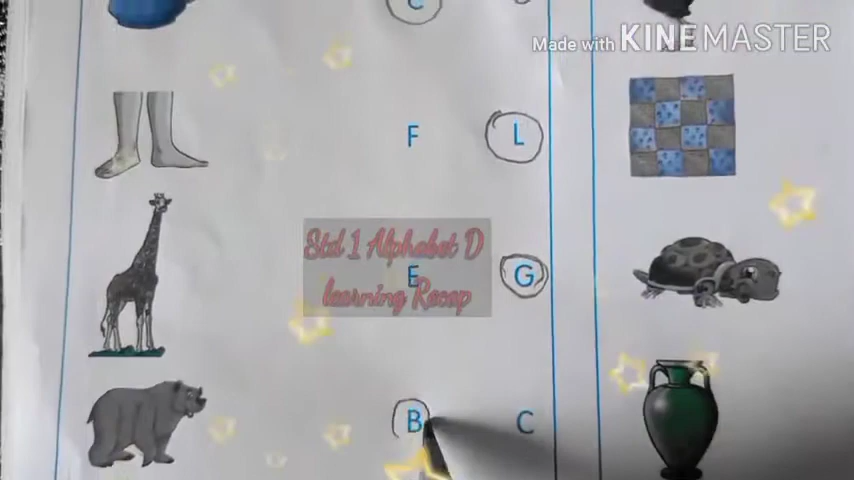 C
Made with KINEMASTER
F L
Std 1 Alphabet D
E G
learning Recap
B C